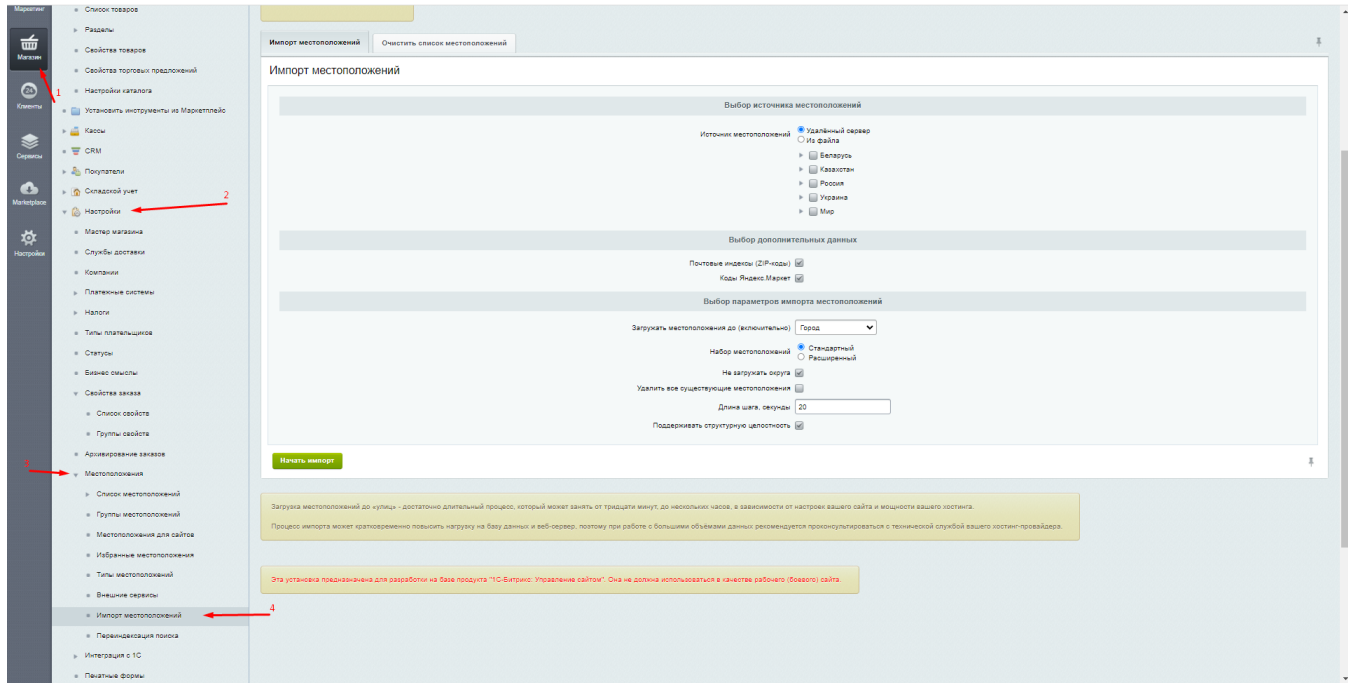 Маркетинг
Магазин
1
Клиенты
Сервисы
Marketplace
Настройки
Список товаров
Разделы
Свойства товаров
Свойства торговых предложений
Настройки каталога
Установить инструменты из Маркетплейс
Кассы
CRM
Покупатели
Складской учет
2
Настройки
Мастер магазина
Службы доставки
Компании
Платежные системы
Налоги
Типы плательщиков
Статусы
Бизнес смыслы
Свойства заказа
Список свойств
Группы свойств
Архивирование заказов
Местоположения
Список местоположений
Группы местоположений
Местоположения для сайтов
Избранные местоположения
Типы местоположений
Внешние сервисы
Импорт местоположений
4
Переиндексация поиска
Интеграция с 1С
Печатные формы
Импорт местоположений Очистить список местоположений
Импорт местоположений
Выбор источника местоположений
Источник местоположений Удалённый сервер
Из файла
Беларусь
Казахстан
Россия
Украина
Мир
Выбор дополнительных данных
Почтовые индексы (ZIP-коды)
Коды Яндекс.Маркет
Выбор параметров импорта местоположений
Загружать местоположения до (включительно) Город
Набор местоположений Стандартный
Расширенный
Не загружать округа
Удалить все существующие местоположения
Длина шага, секунды 20
Поддерживать структурную целостность
Начать импорт
Загрузка местоположений до «улиц» - достаточно длительный процесс, который может занять от тридцати минут, до нескольких часов, в зависимости от настроек вашего сайта и мощности вашего хостинга.
Процесс импорта может кратковременно повысить нагрузку на базу данных и веб-сервер, поэтому при работе с большими объёмами данных рекомендуется проконсультироваться с технической службой вашего хостинг-провайдера.
Эта установка предназначена для разработки на базе продукта "1С-Битрикс: Управление сайтом". Она не должна использоваться в качестве рабочего (боевого) сайта.